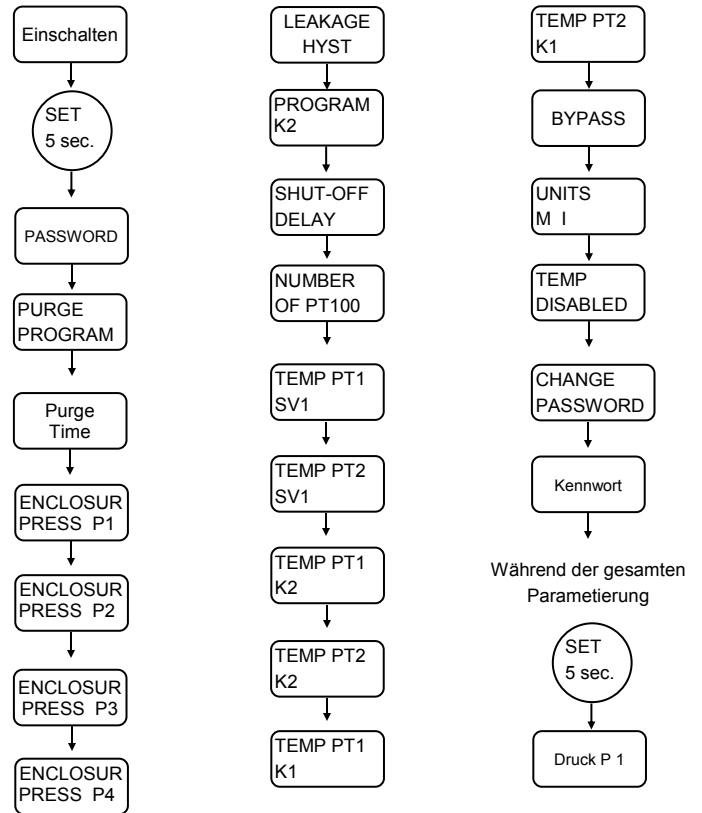 Einschalten
SET
5 sec.
PASSWORD
PURGE
PROGRAM
Purge
Time
ENCLOSUR
PRESS P1
ENCLOSUR
PRESS P2
ENCLOSUR
PRESS P3
ENCLOSUR
PRESS P4
LEAKAGE
HYST
PROGRAM
K2
SHUT-OFF
DELAY
NUMBER
OF PT100
TEMP PT1
SV1
TEMP PT2
SV1
TEMP PT1
K2
TEMP PT2
K2
TEMP PT1
K1
TEMP PT2
K1
BYPASS
UNITS
M I
TEMP
DISABLED
CHANGE
PASSWORD
Kennwort
Während der gesamten
Parametierung
SET
5 sec.
Druck P 1